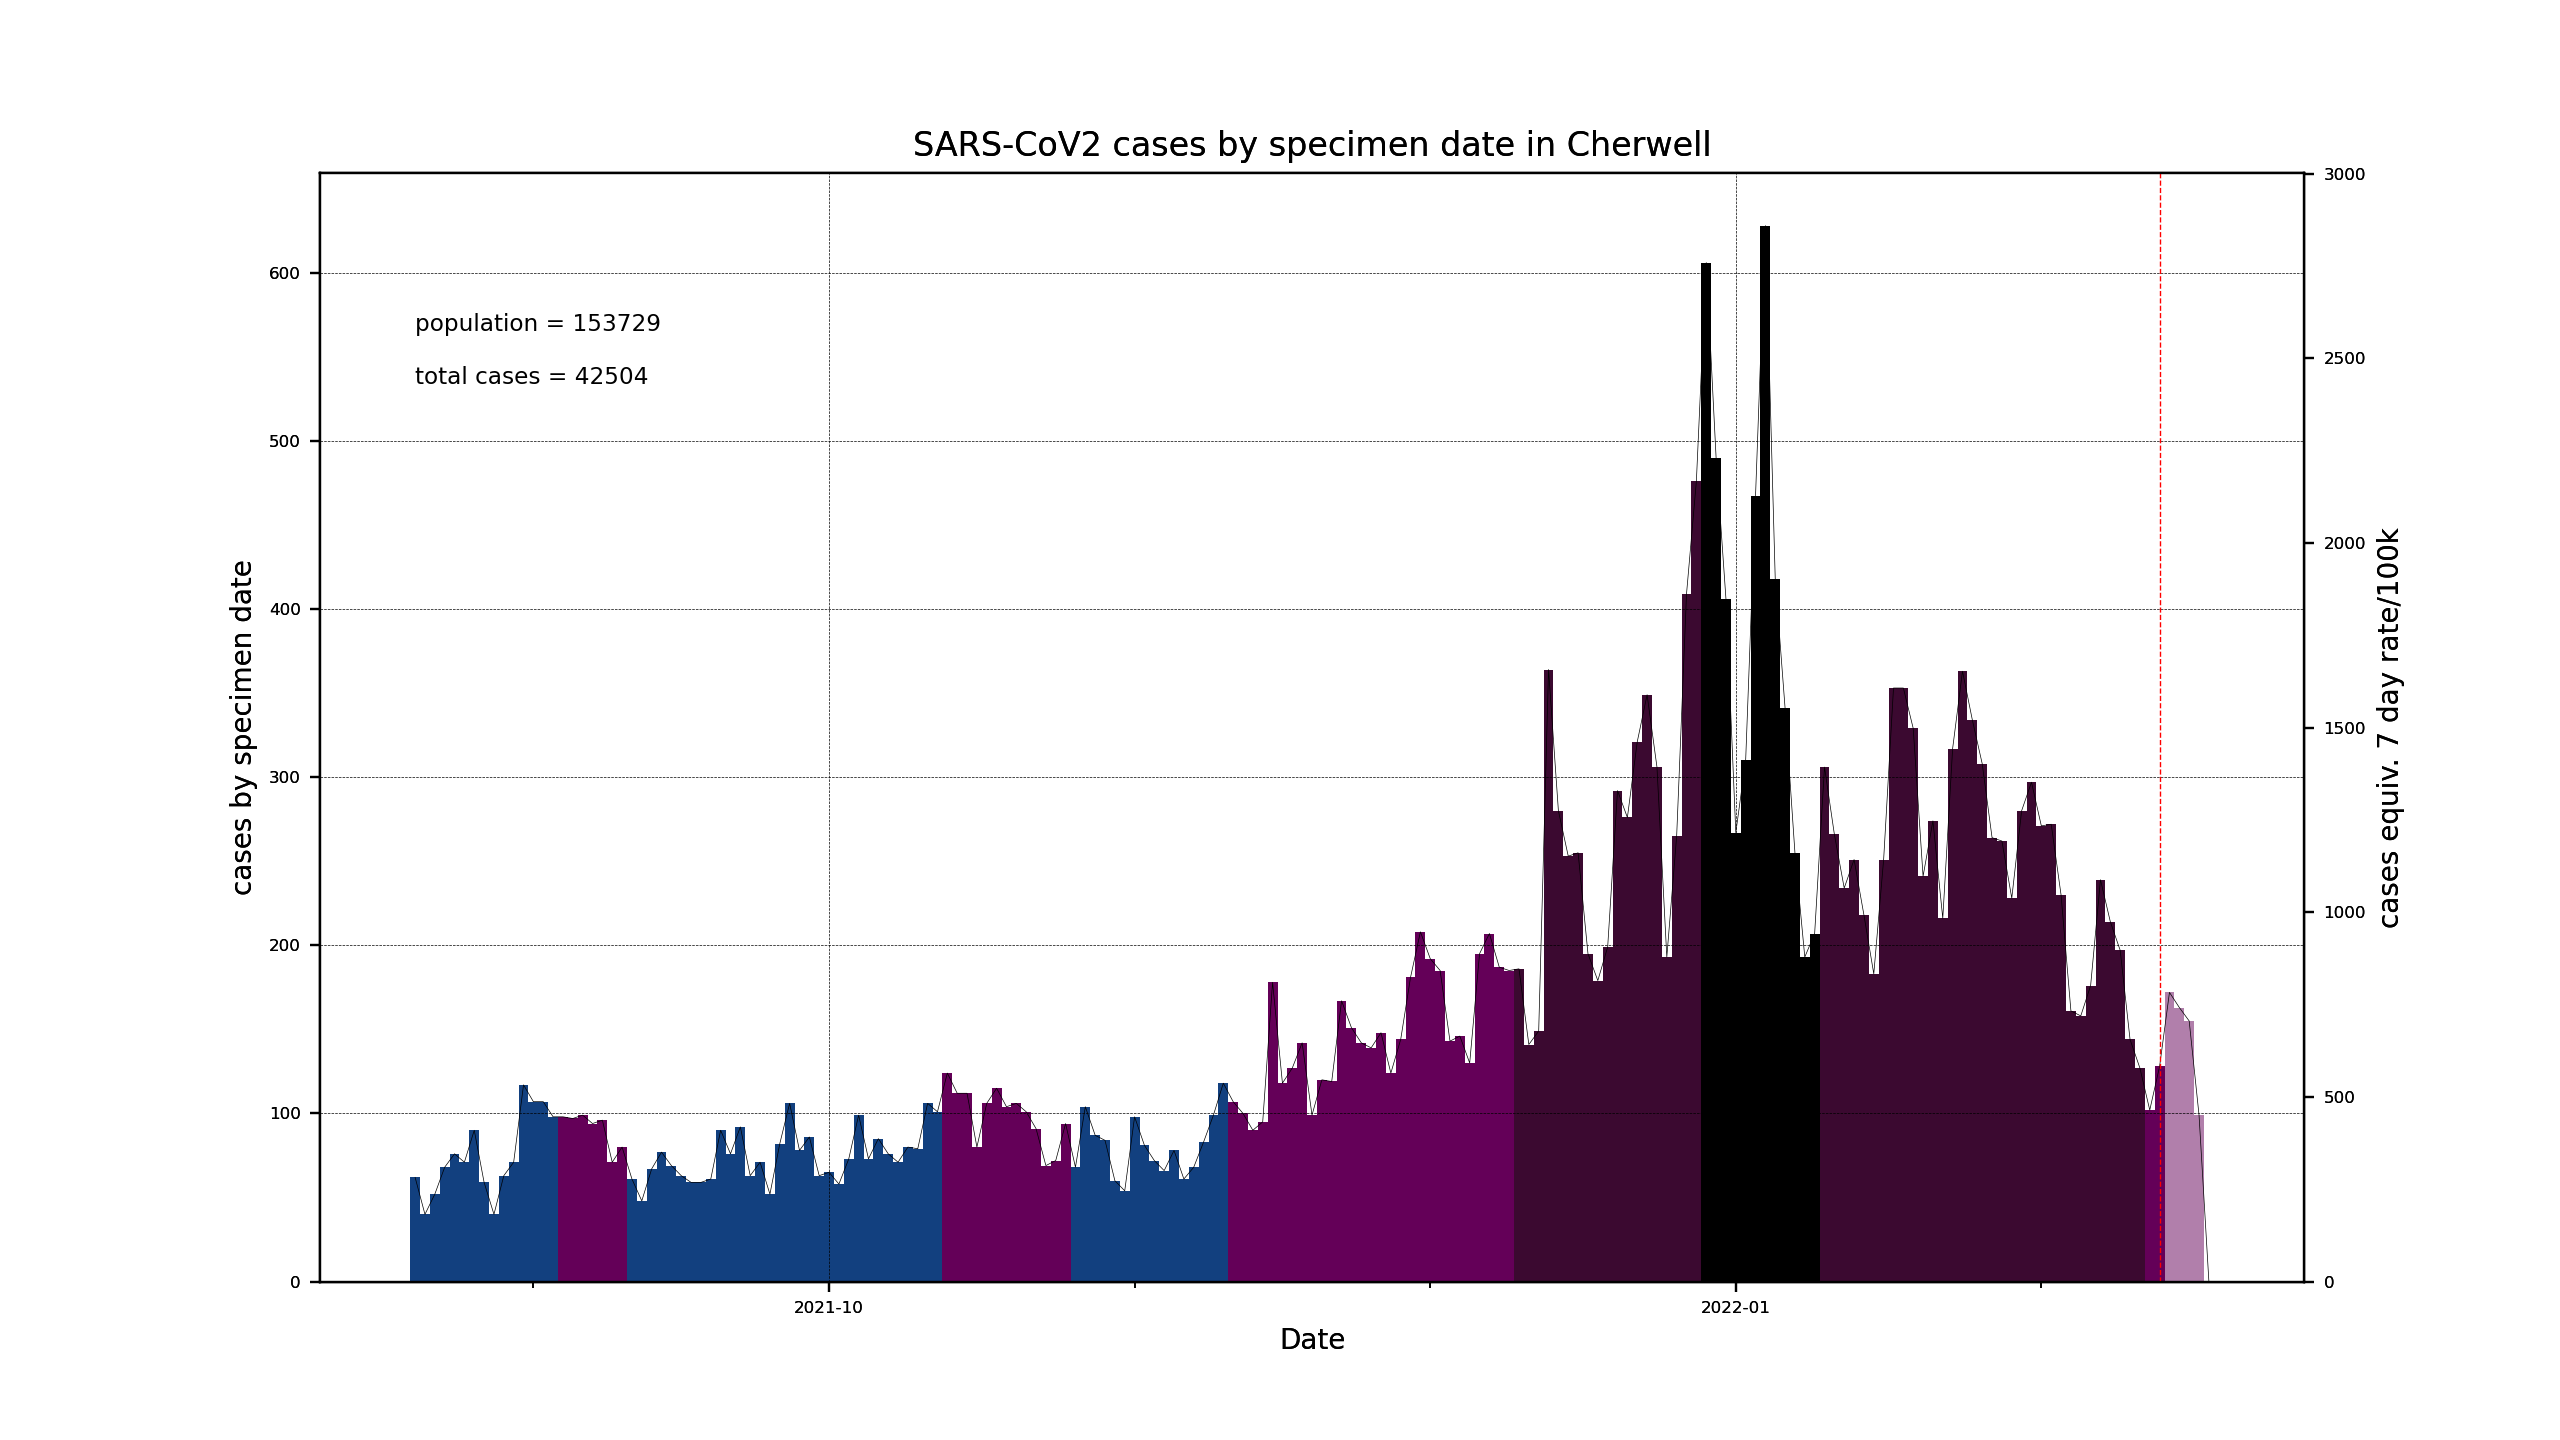 SARS-CoV2 cases by specimen date in Cherwell
population = 153729
total cases = 42504
cases by specimen date
600
500
400
300
200
100
0
3000
2500
2000
1500
1000
500
0
cases equiv. 7 day rate/100k
2021-10
2022-01
Date